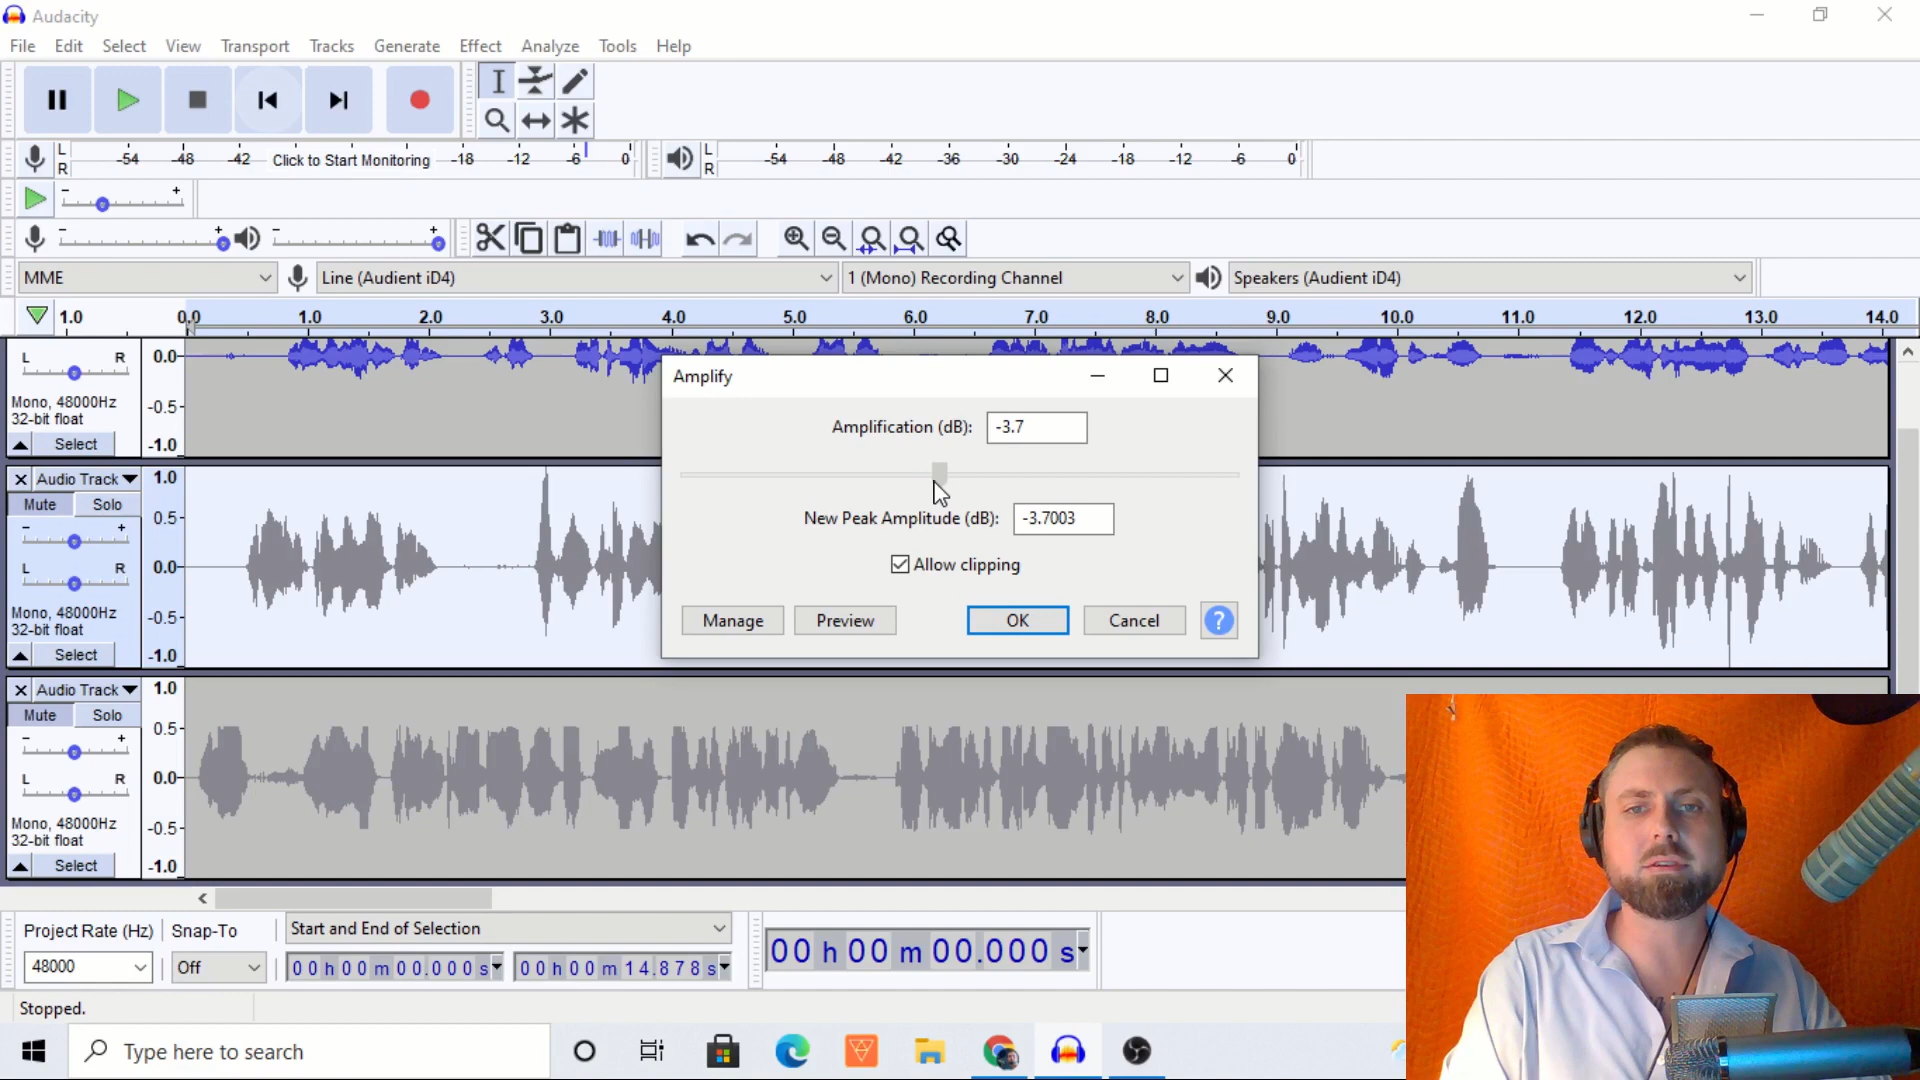 Audacity
File Edit Select View Transport Tracks Generate Effect Analyze Tools Help
L
R
-54 -48 -42 Click to Start Monitoring -18 -12 -6 0
L
R
-54 -48 -42 -36 -30 -24 -18 -12 -6 0
- +
- + - +
MME Line (Audient iD4) 1 (Mono) Recording Channel Speakers (Audient iD4)
1.0 0.0 1.0 2.0 3.0 4.0 5.0 6.0 7.0 8.0 9.0 10.0 11.0 12.0 13.0 14.0
L R
Mono, 48000Hz
32-bit float
Select
0.0
-0.5
-1.0
Audio Track
Mute Solo
- +
L R
Mono, 48000Hz
32-bit float
Select
1.0
0.5
0.0
-0.5
-1.0
Audio Track
Mute Solo
- +
L R
Mono, 48000Hz
32-bit float
Select
1.0
0.5
0.0
-0.5
-1.0
Amplify
Amplification (dB): -3.7
New Peak Amplitude (dB): -3.7003
Allow clipping
Manage Preview OK Cancel ?
Project Rate (Hz) Snap-To Start and End of Selection
48000 Off 00 h 00 m 00.000 s 00 h 00 m 14.878 s
00 h 00 m 00.000 s
Stopped.
Type here to search